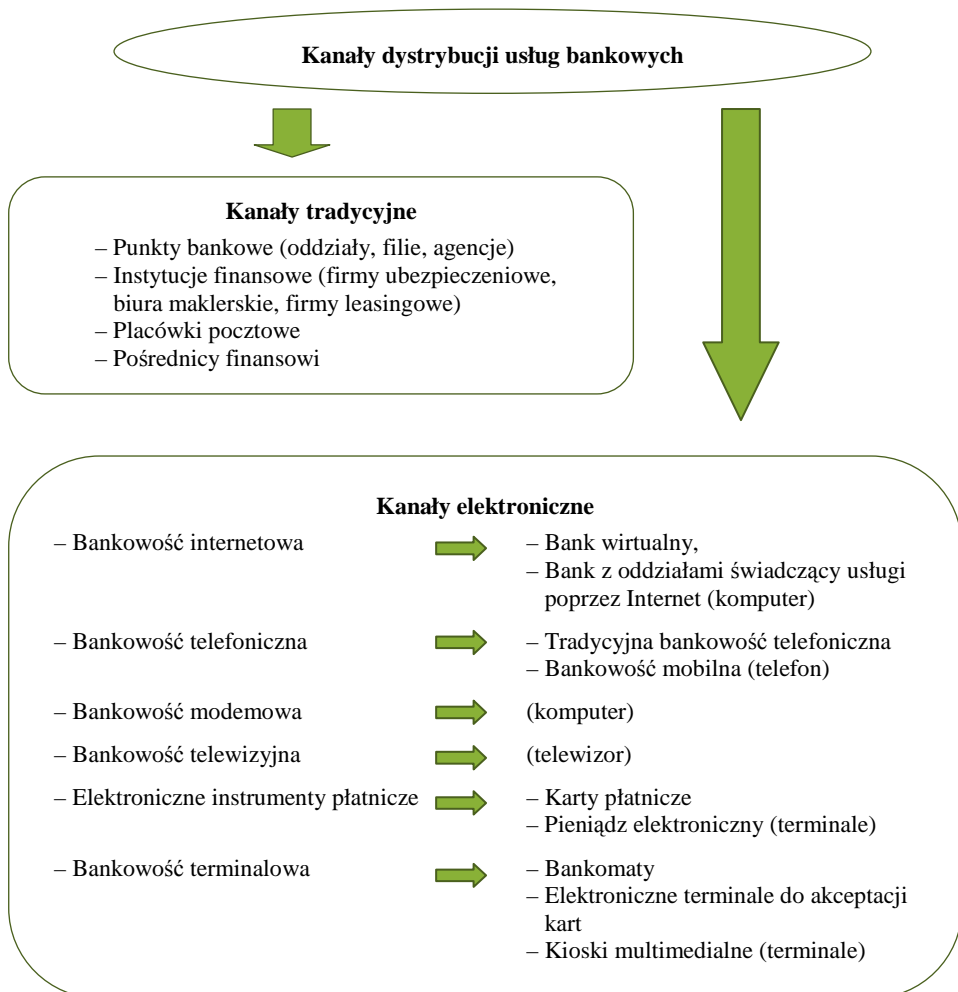 Kanały dystrybucji usług bankowych
Kanały tradycyjne
– Punkty bankowe (oddziały, filie, agencje)
– Instytucje finansowe (firmy ubezpieczeniowe,
biura maklerskie, firmy leasingowe)
– Placówki pocztowe
– Pośrednicy finansowi
Kanały elektroniczne
– Bankowość internetowa
– Bank wirtualny,
– Bank z oddziałami świadczący usługi
poprzez Internet (komputer)
– Bankowość telefoniczna
– Tradycyjna bankowość telefoniczna
– Bankowość mobilna (telefon)
– Bankowość modemowa
(komputer)
– Bankowość telewizyjna
(telewizor)
– Elektroniczne instrumenty płatnicze
– Karty płatnicze
– Pieniądz elektroniczny (terminale)
– Bankowość terminalowa
– Bankomaty
– Elektroniczne terminale do akceptacji
kart
– Kioski multimedialne (terminale)